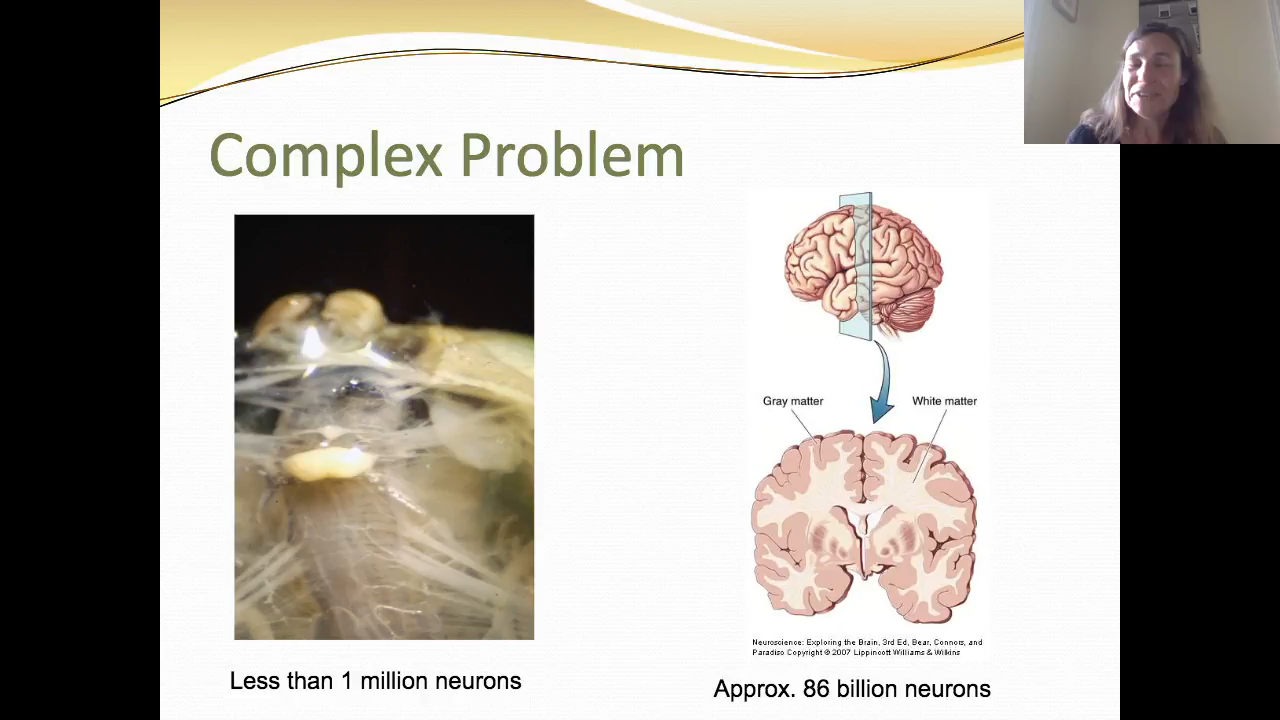 Complex Problem
Gray matter
White matter
Neuroscience: Exploring the Brain, 3rd Ed, Bear, Connors, and
Paradiso Copyright © 2007 Lippincott Williams & Wilkins
Less than 1 million neurons
Approx. 86 billion neurons